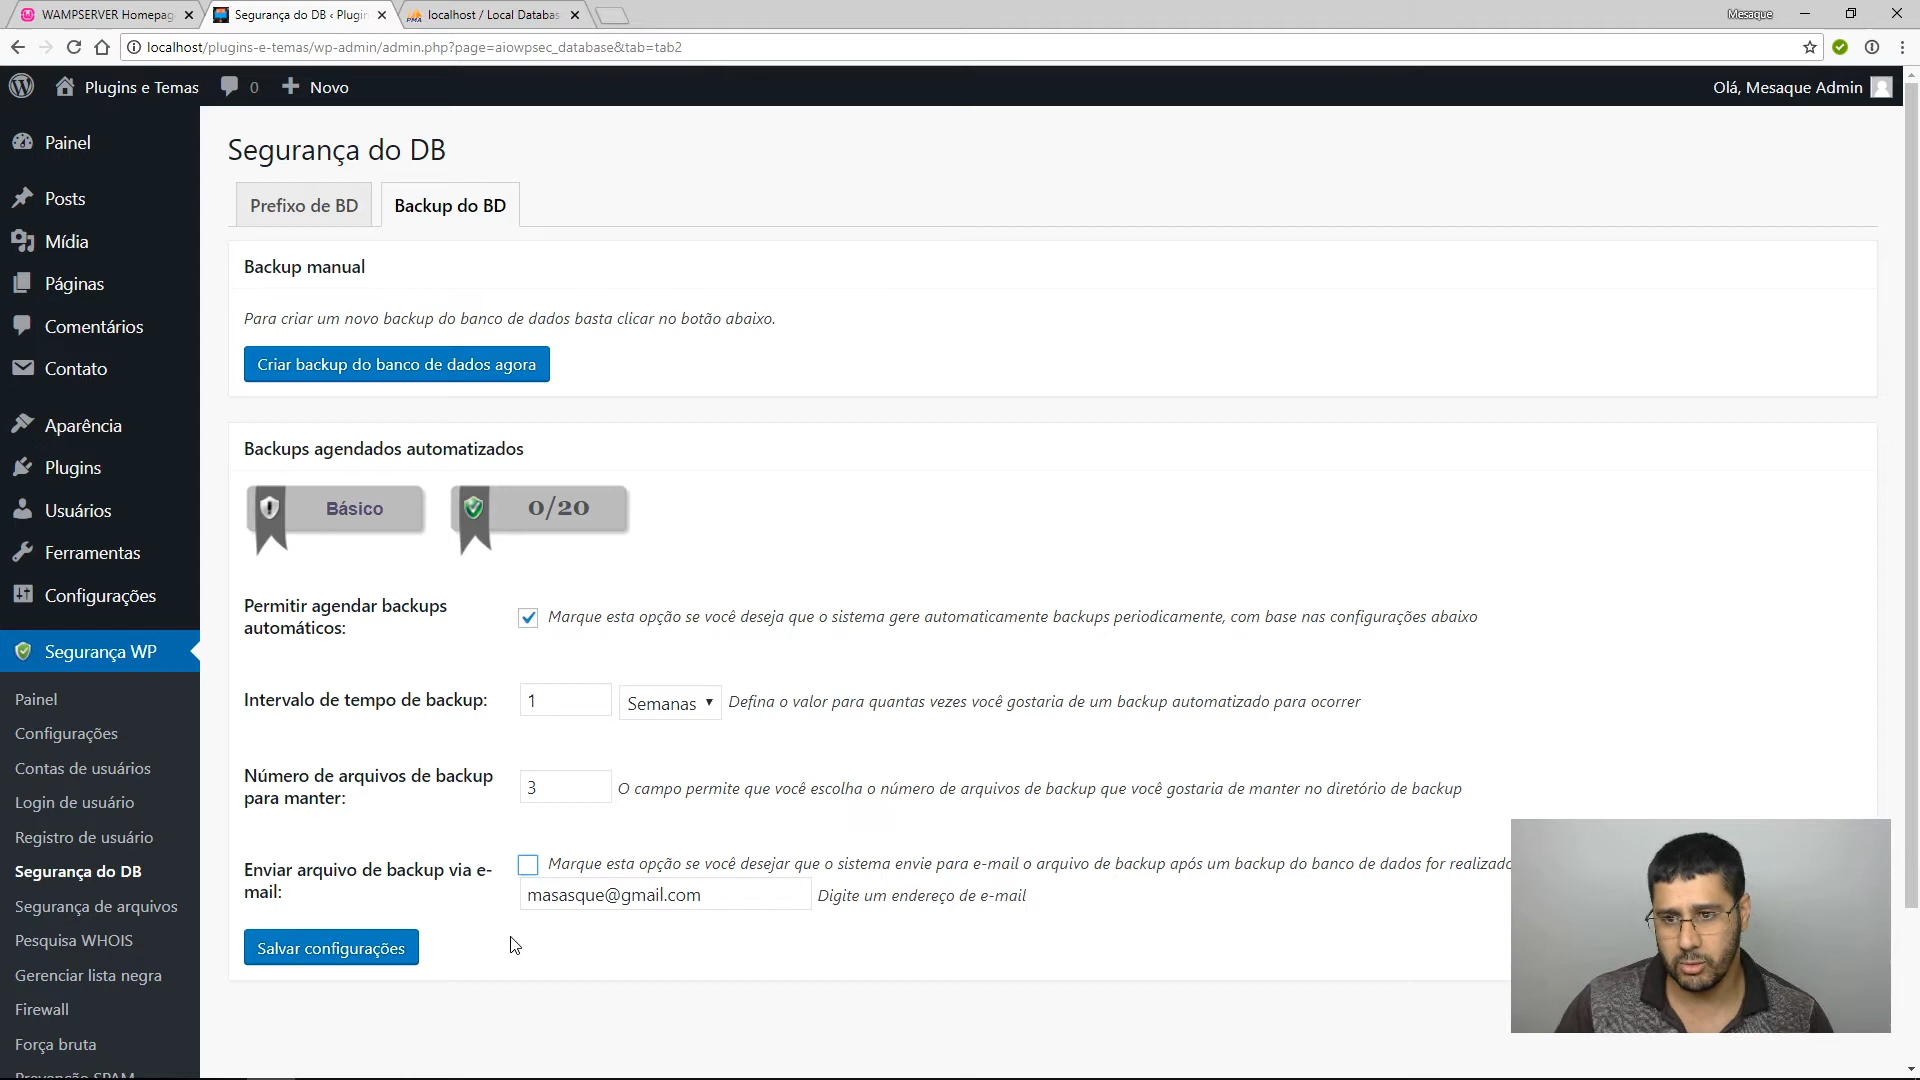 WAMPSERVER Homepag
Segurança do DB ‹ Plugin
localhost / Local Databas
Mesaque
localhost/plugins-e-temas/wp-admin/admin.php?page=aiowpsec_database&tab=tab2
Plugins e Temas
0
Novo
Olá, Mesaque Admin
Painel
Posts
Mídia
Páginas
Comentários
Contato
Aparência
Plugins
Usuários
Ferramentas
Configurações
Segurança WP
Painel
Configurações
Contas de usuários
Login de usuário
Registro de usuário
Segurança do DB
Segurança de arquivos
Pesquisa WHOIS
Gerenciar lista negra
Firewall
Força bruta
Prevenção SPAM
Segurança do DB
Prefixo de BD
Backup do BD
Backup manual
Para criar um novo backup do banco de dados basta clicar no botão abaixo.
Criar backup do banco de dados agora
Backups agendados automatizados
Básico
0/20
Permitir agendar backups
automáticos:
Marque esta opção se você deseja que o sistema gere automaticamente backups periodicamente, com base nas configurações abaixo
Intervalo de tempo de backup:
1
Semanas
Defina o valor para quantas vezes você gostaria de um backup automatizado para ocorrer
Número de arquivos de backup
para manter:
3
O campo permite que você escolha o número de arquivos de backup que você gostaria de manter no diretório de backup
Enviar arquivo de backup via e-
mail:
Marque esta opção se você desejar que o sistema envie para e-mail o arquivo de backup após um backup do banco de dados for realizado
masasque@gmail.com
Digite um endereço de e-mail
Salvar configurações